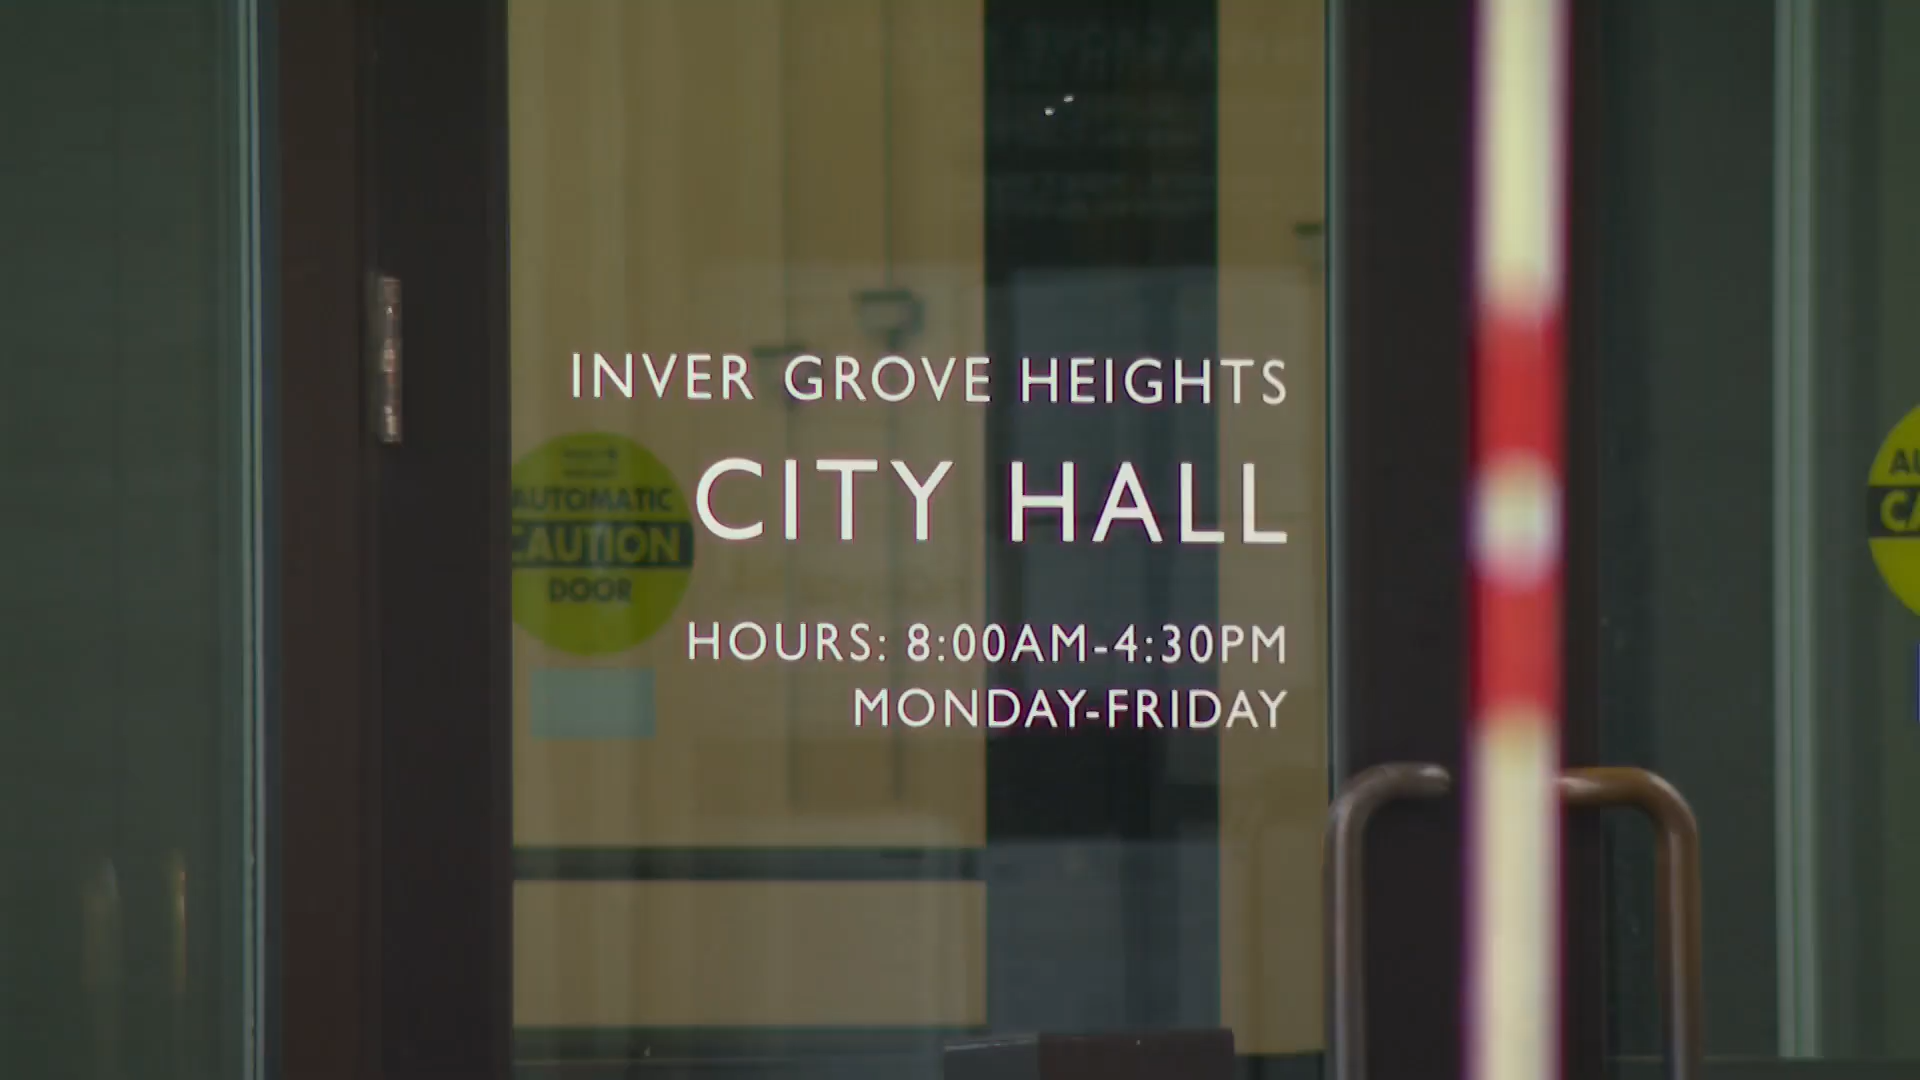 INVER GROVE HEIGHTS
CITY HALL
AUTOMATIC
CAUTION
DOOR
HOURS: 8:00AM-4:30PM
MONDAY-FRIDAY